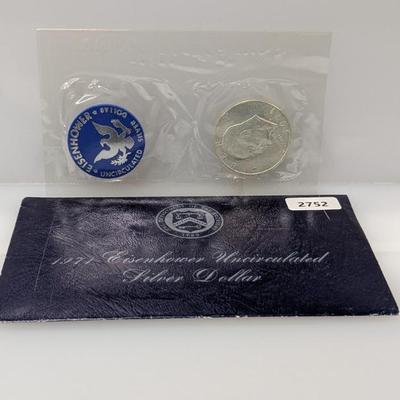 EISENHOWER
UNCIRCULATED
SILVER DOLLAR
2752
1971 Eisenhower Uncirculated
Silver Dollar